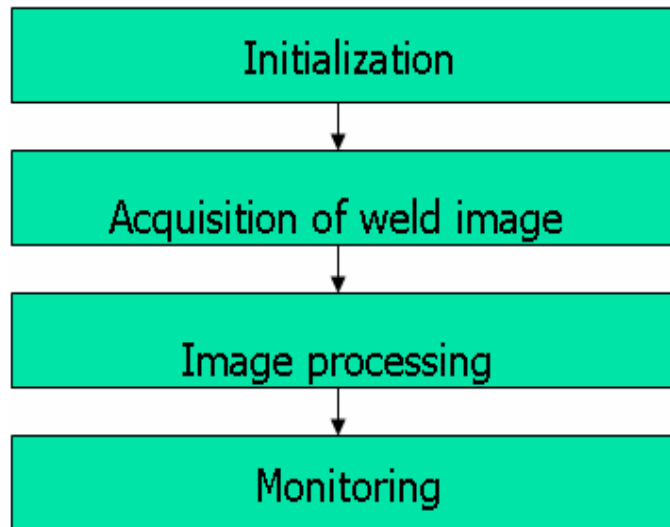 Initialization
Acquisition of weld image
Image processing
Monitoring